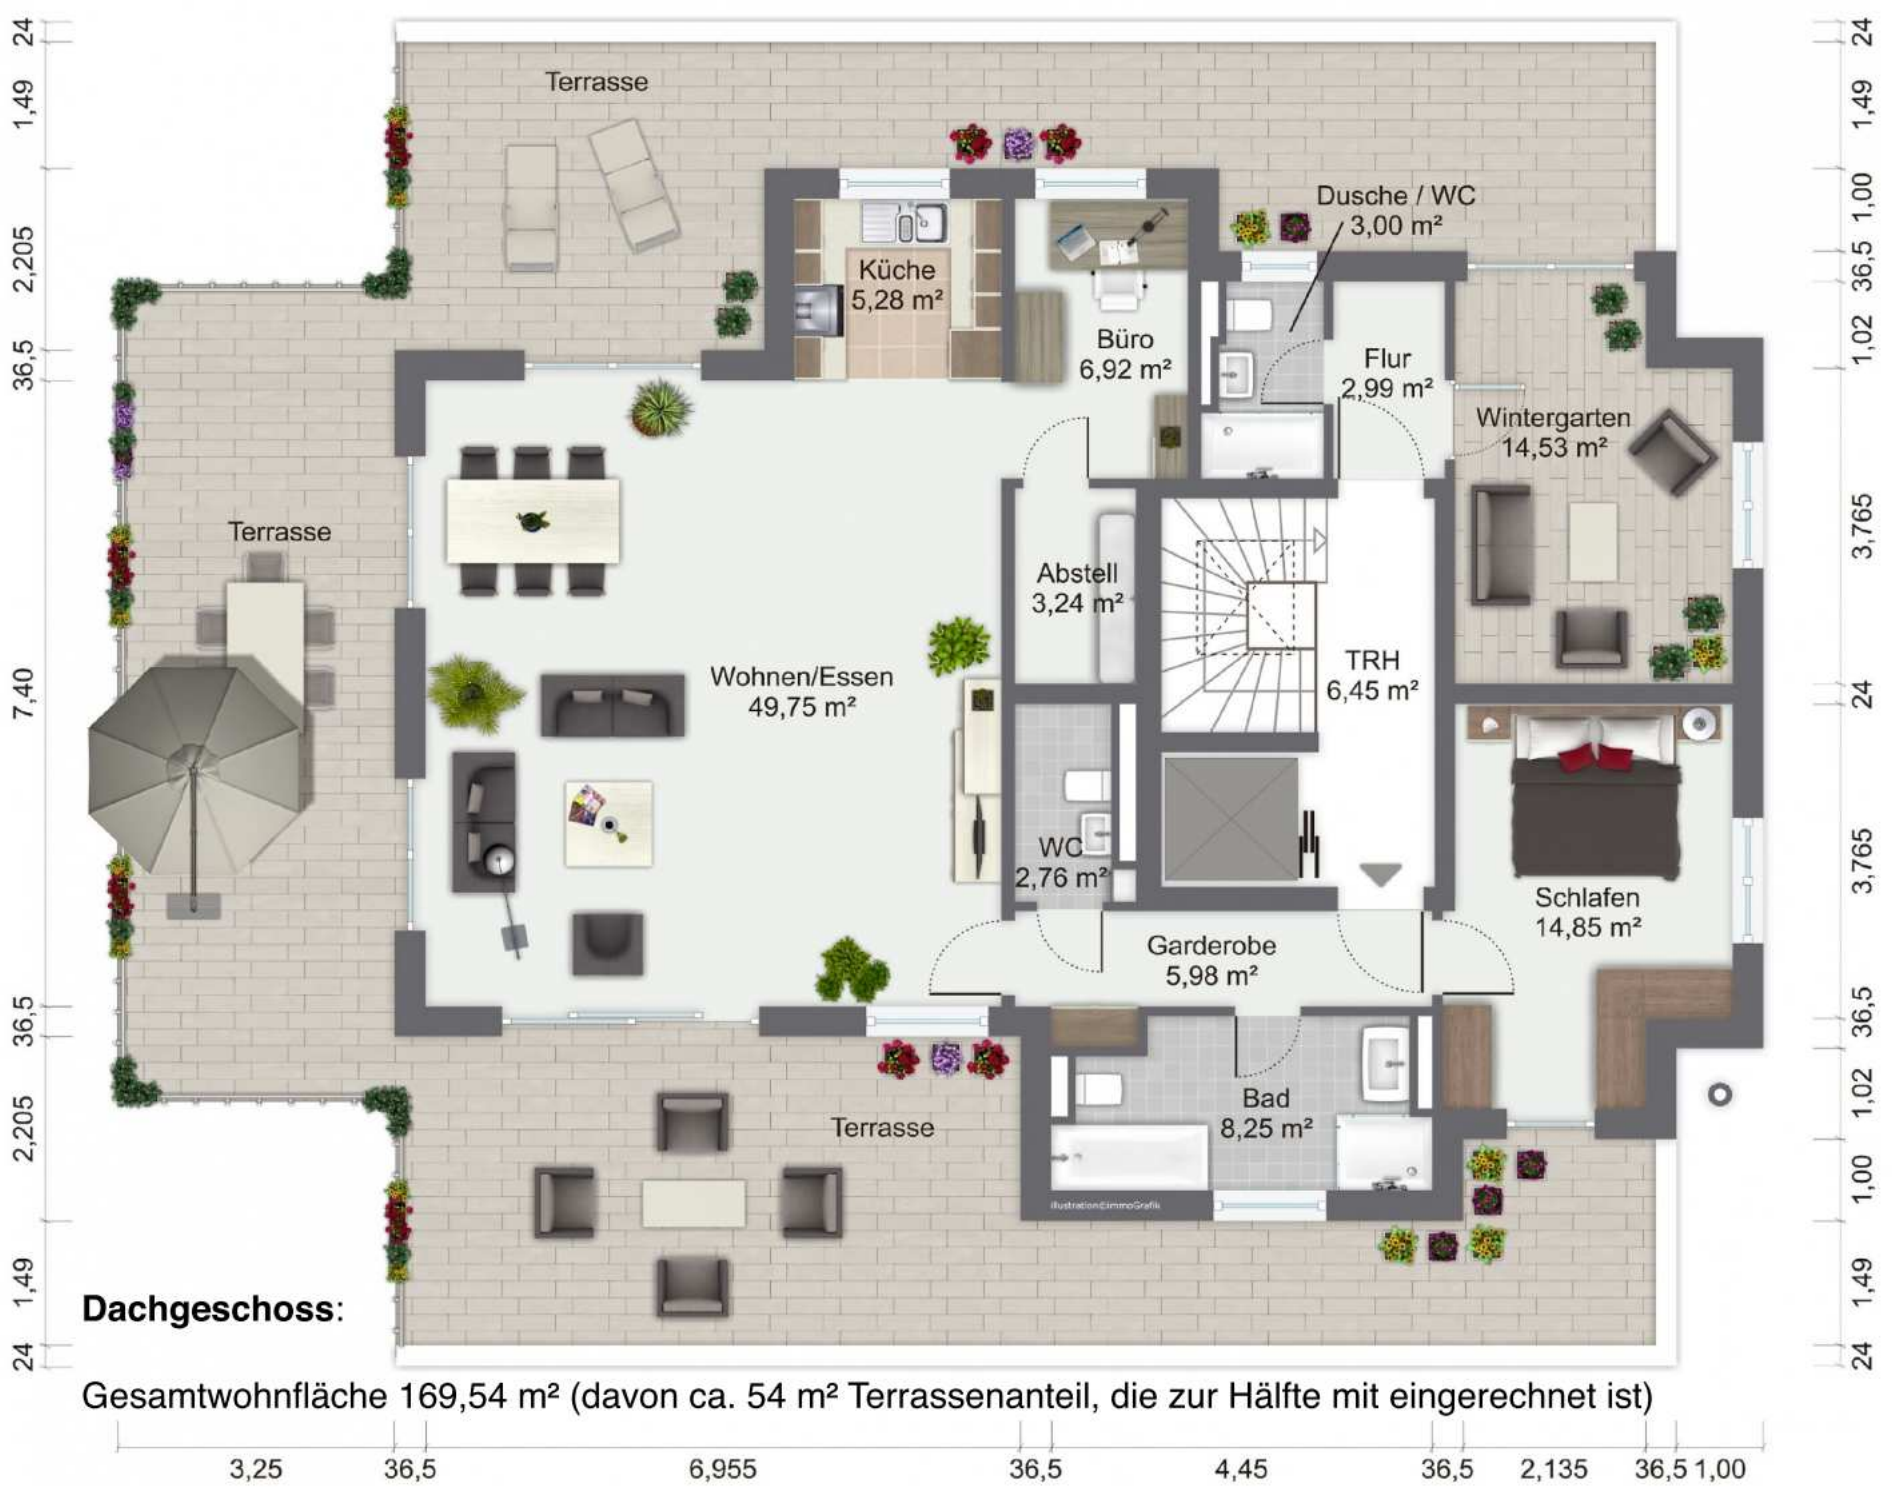 Terrasse
Dusche / WC
3,00 m²
Küche
5,28 m²
Büro
6,92 m²
Flur
2,99 m²
Wintergarten
14,53 m²
Terrasse
Abstell
3,24 m²
Wohnen/Essen
49,75 m²
TRH
6,45 m²
WC
2,76 m²
Schlafen
14,85 m²
Garderobe
5,98 m²
Bad
8,25 m²
Terrasse
illustration©ImmoGrafik
Dachgeschoss:
Gesamtwohnfläche 169,54 m² (davon ca. 54 m² Terrassenanteil, die zur Hälfte mit eingerechnet ist)
24
1,49
2,205
36,5
7,40
36,5
2,205
1,49
24
24
1,49
1,00
36,5
1,02
3,765
24
3,765
36,5
1,02
1,00
1,49
24
3,25 36,5 6,955 36,5 4,45 36,5 2,135 36,5 1,00